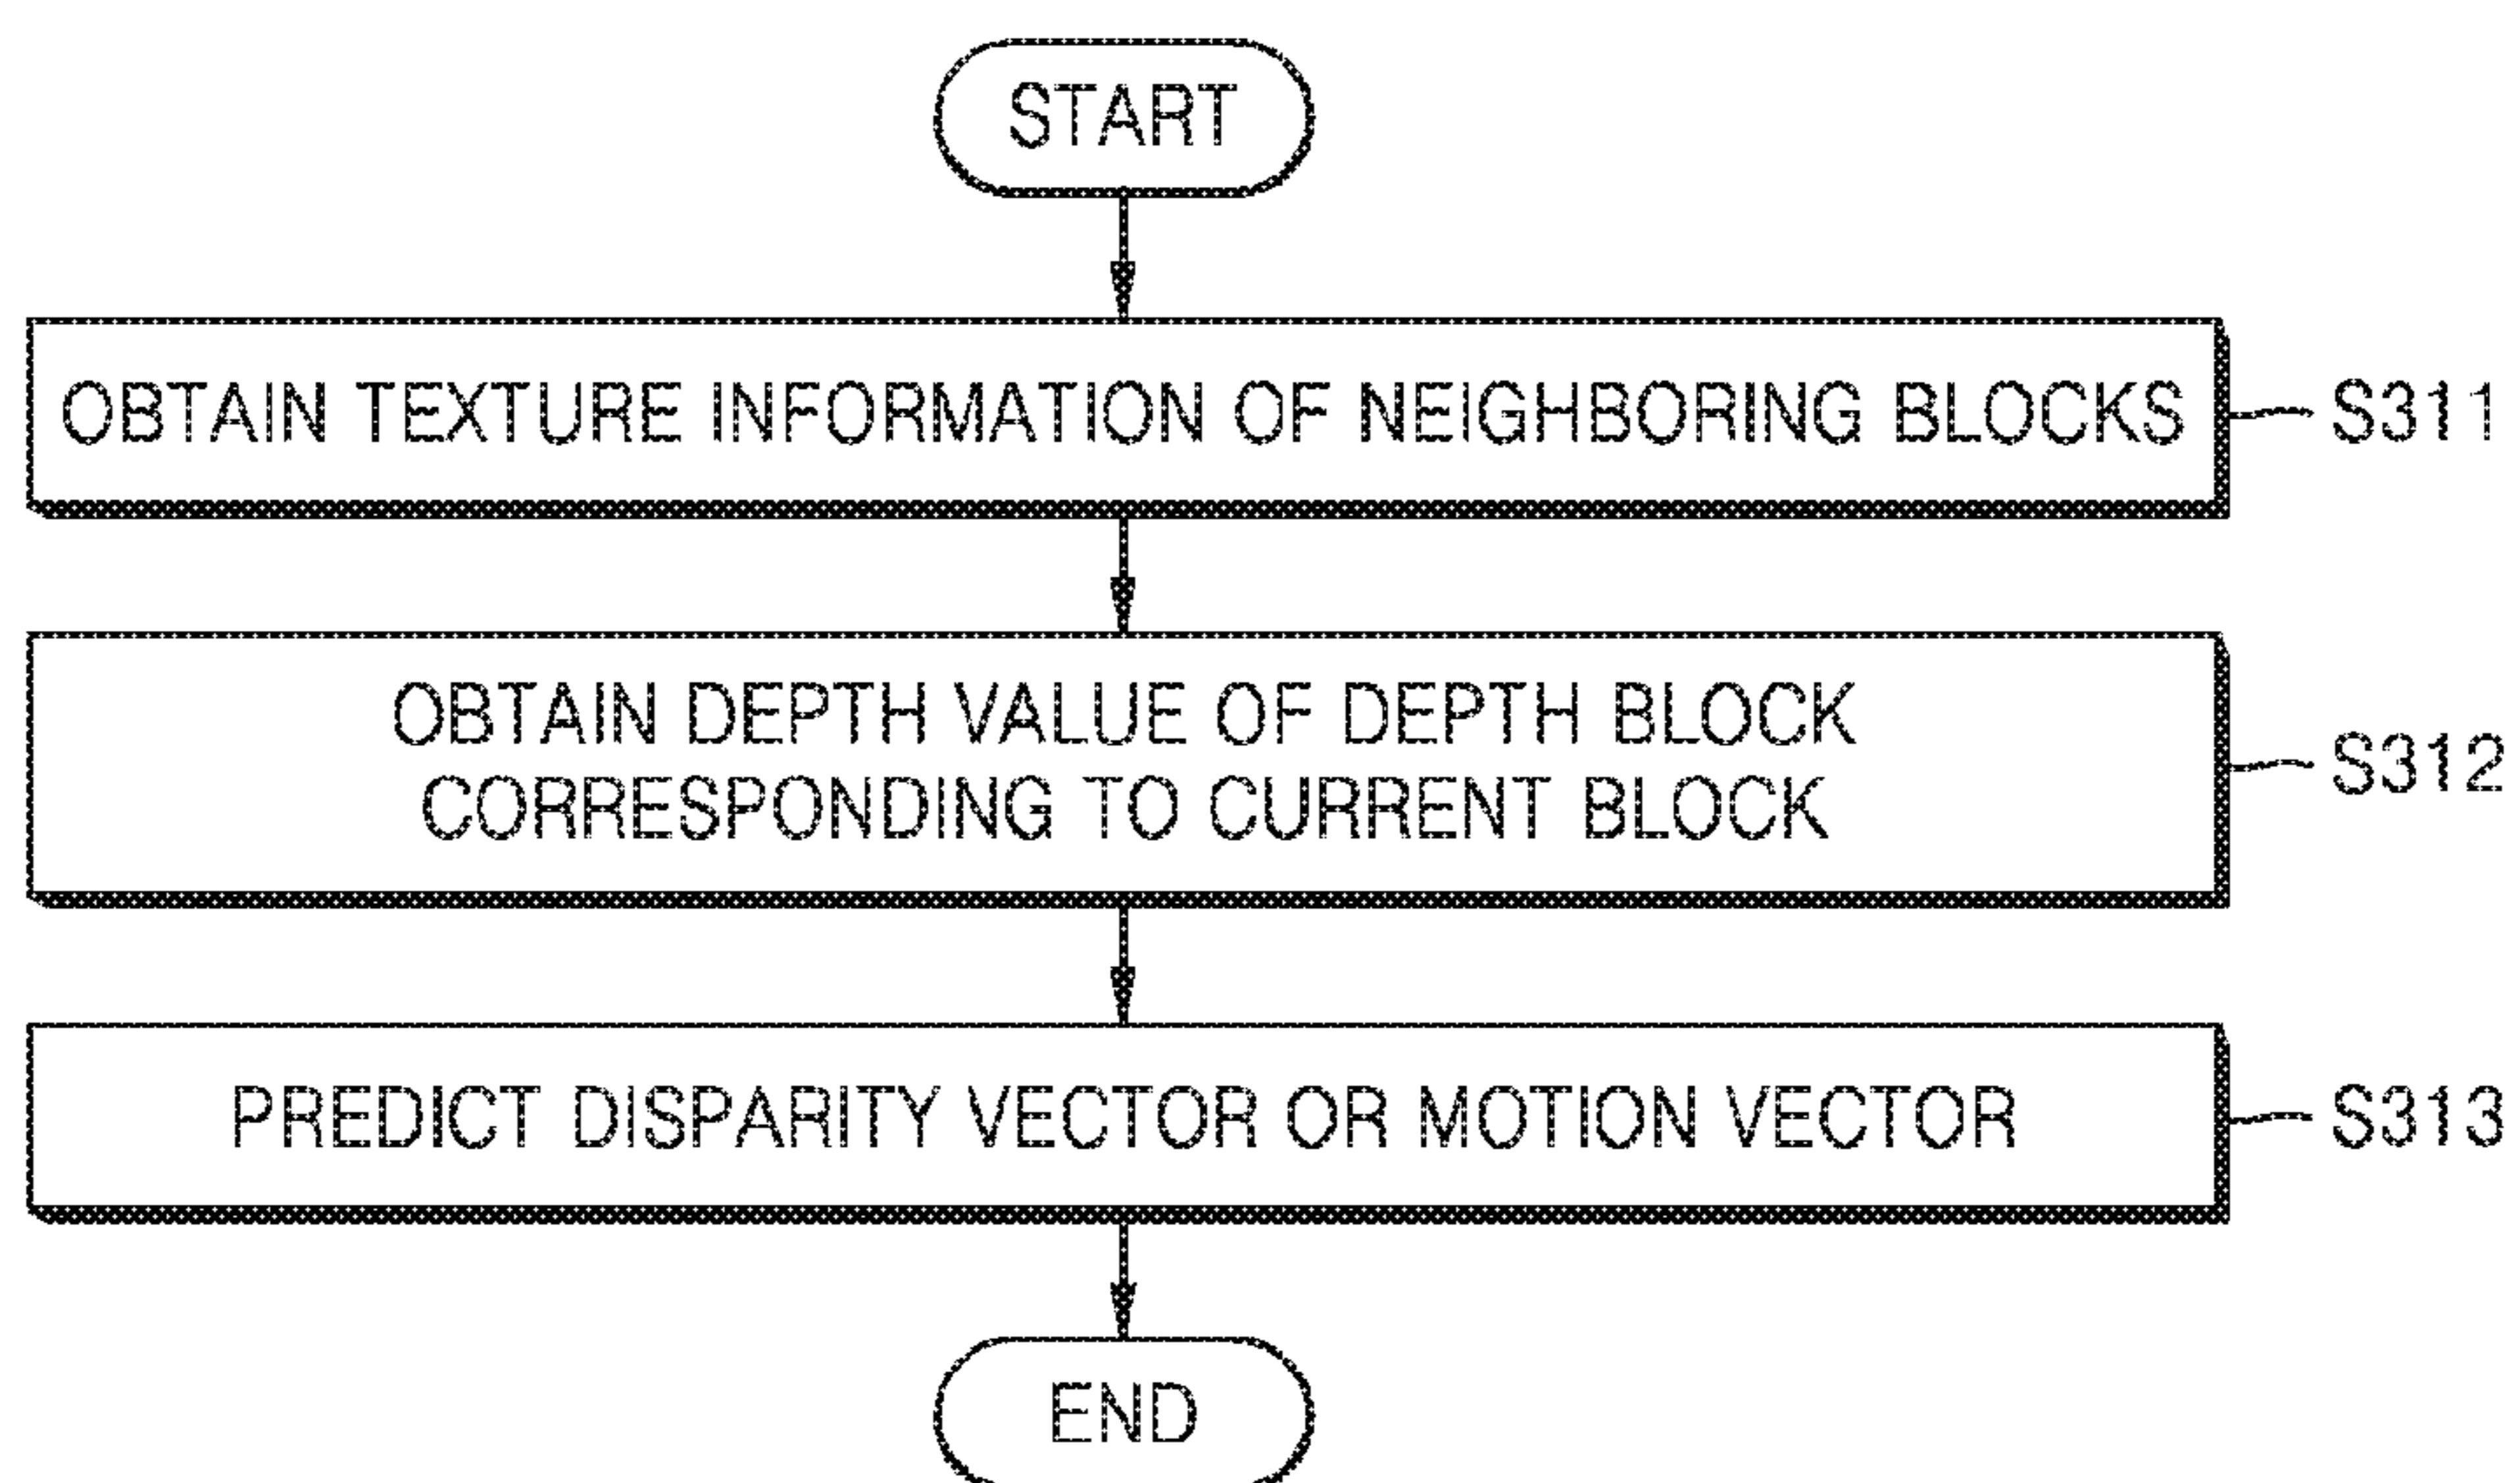 START
OBTAIN TEXTURE INFORMATION OF NEIGHBORING BLOCKS
S311
OBTAIN DEPTH VALUE OF DEPTH BLOCK
CORRESPONDING TO CURRENT BLOCK
S312
PREDICT DISPARITY VECTOR OR MOTION VECTOR
S313
END